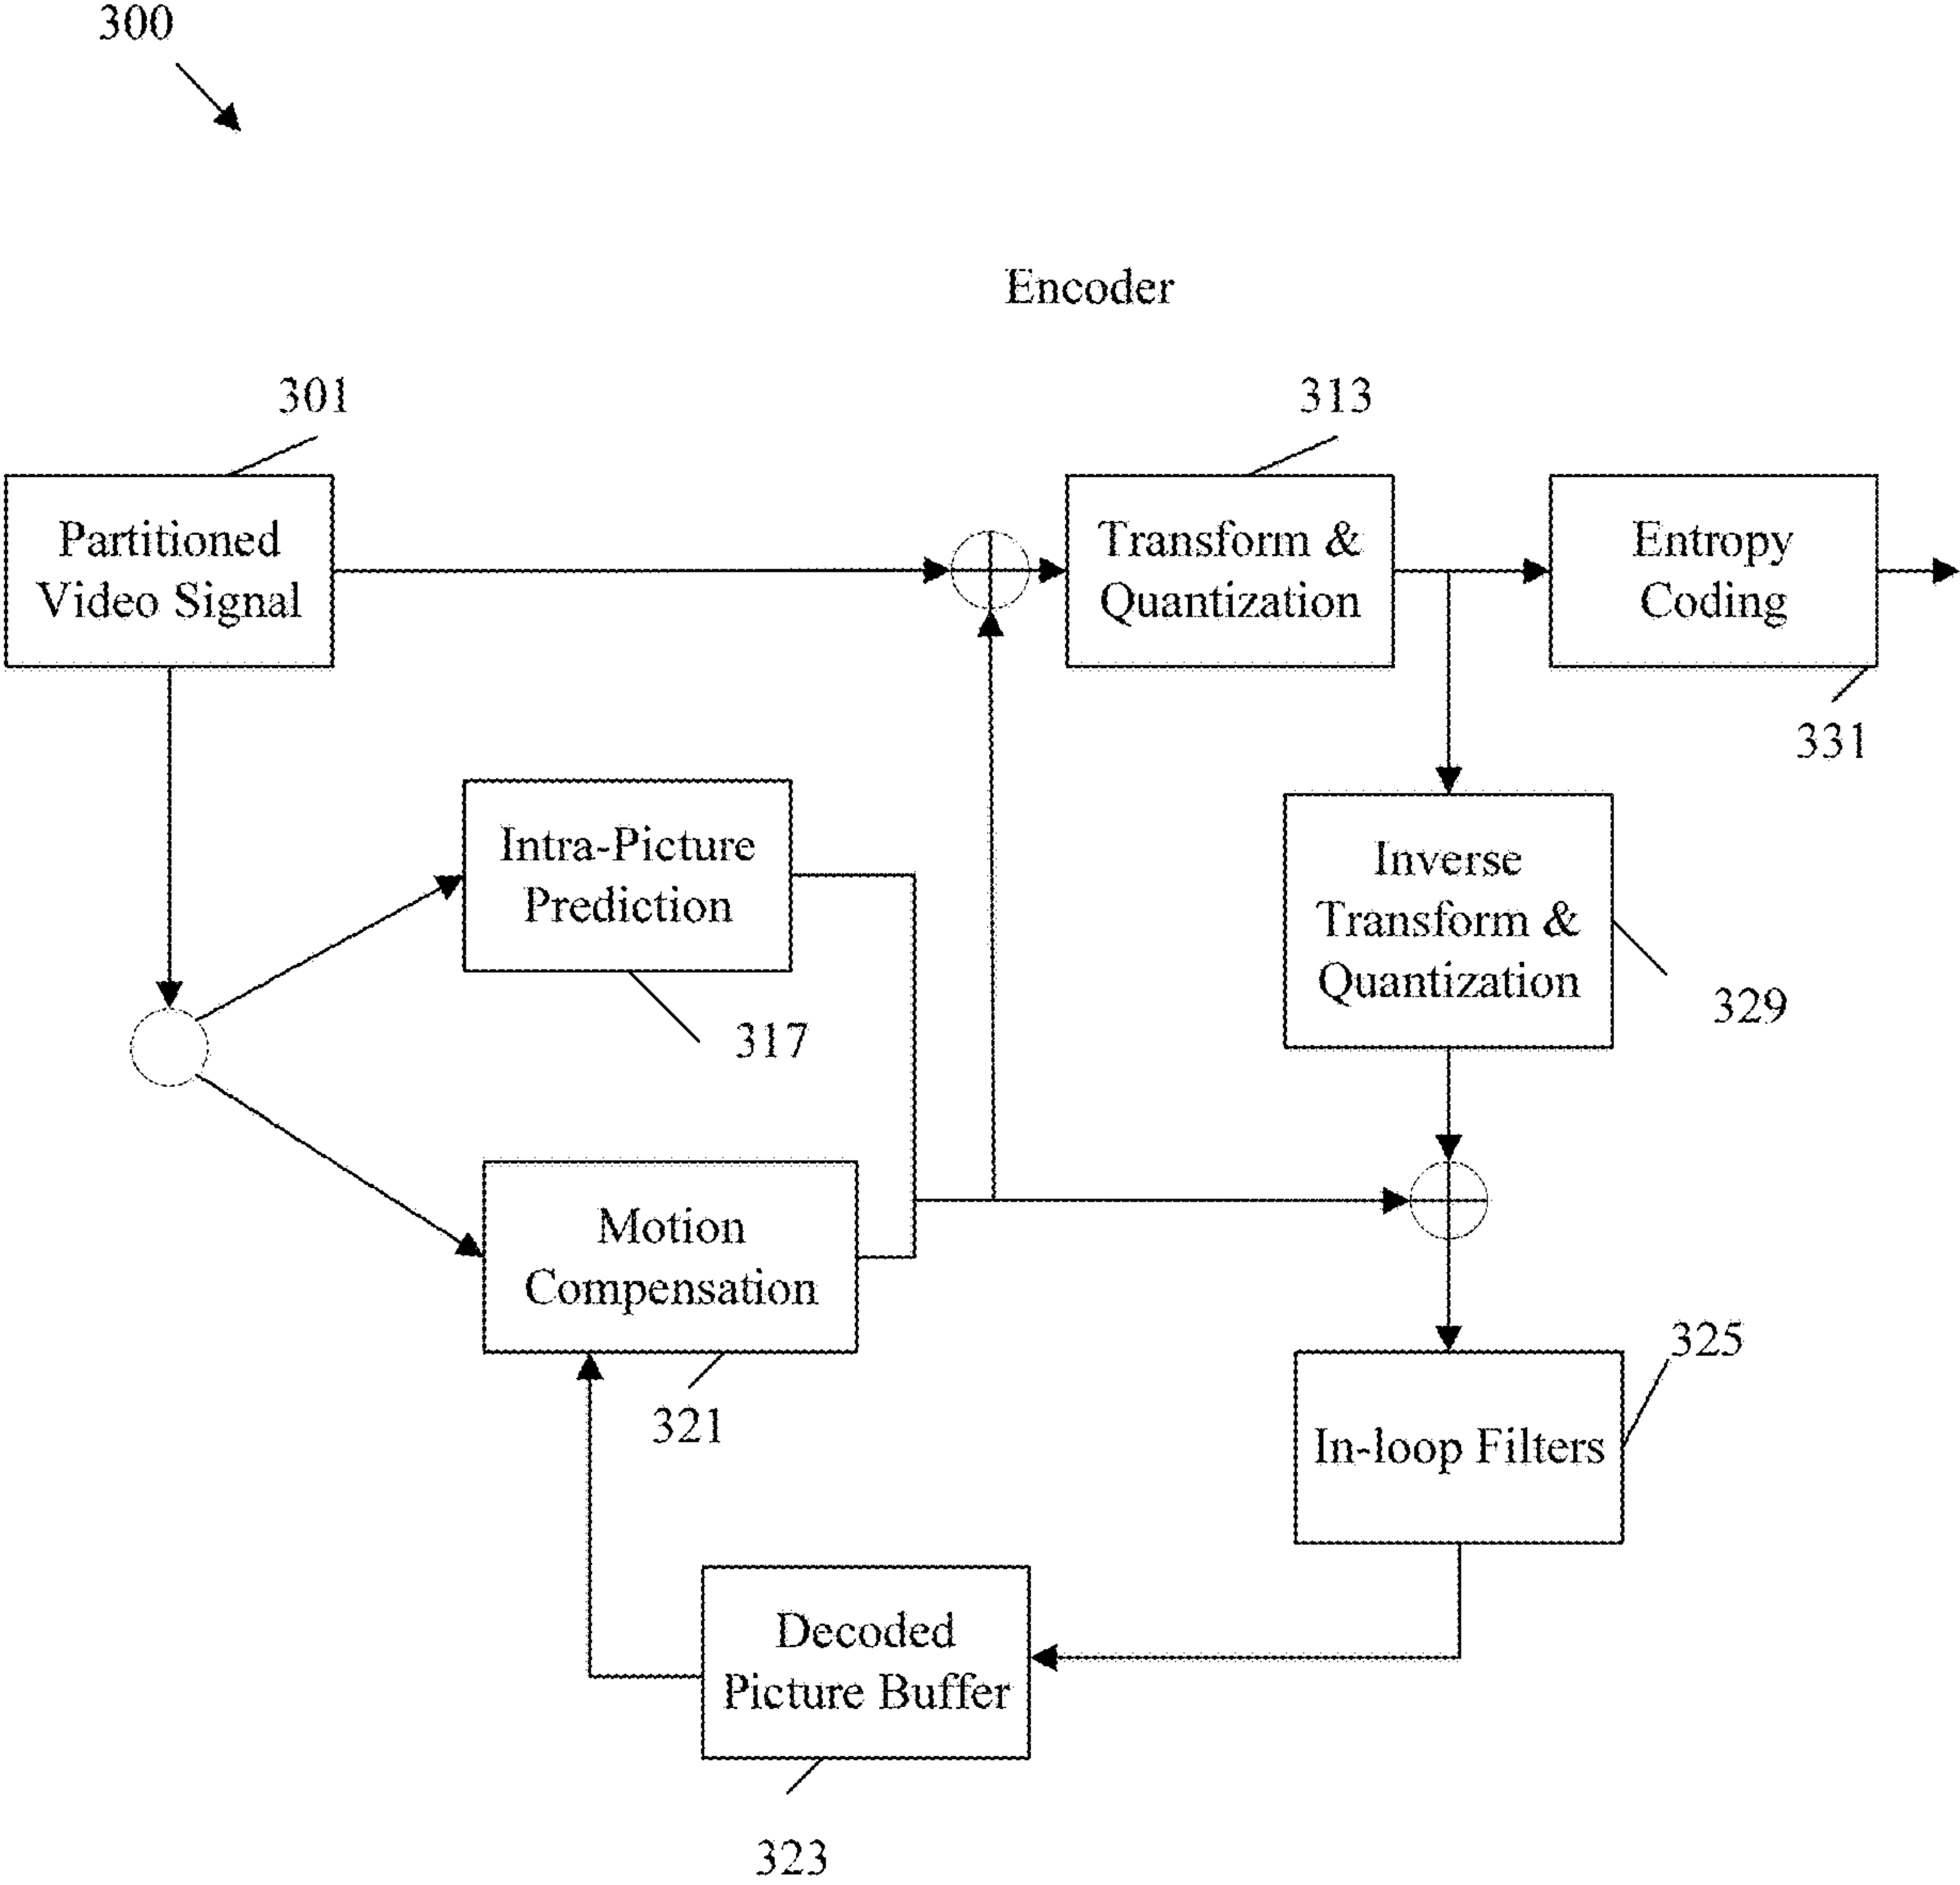 300
Encoder
301
313
Partitioned
Video Signal
Transform &
Quantization
Entropy
Coding
331
Intra-Picture
Prediction
317
Inverse
Transform &
Quantization
329
Motion
Compensation
321
325
In-loop Filters
Decoded
Picture Buffer
323